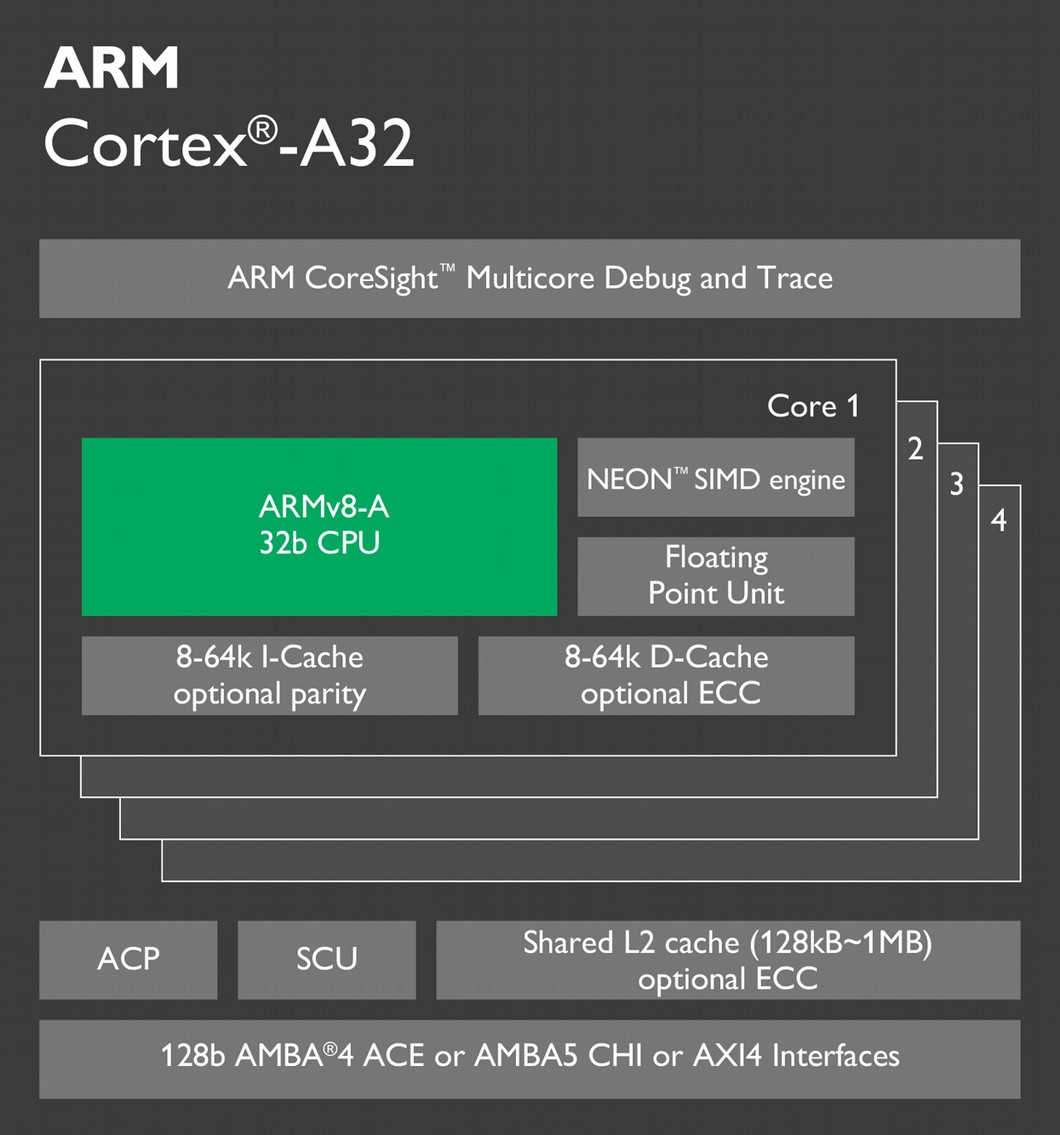 ARM
Cortex®-A32
ARM CoreSight™ Multicore Debug and Trace
Core 1
2
3
4
ARMv8-A
32b CPU
NEON™ SIMD engine
Floating
Point Unit
8-64k I-Cache
optional parity
8-64k D-Cache
optional ECC
ACP
SCU
Shared L2 cache (128kB~1MB)
optional ECC
128b AMBA®4 ACE or AMBA5 CHI or AXI4 Interfaces